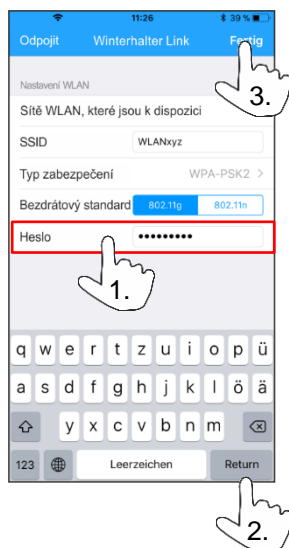 11:26 39 %
Odpojit Winterhalter Link Fertig
3.
Nastavení WLAN
Sítě WLAN, které jsou k dispozici
SSID WLANxyz
Typ zabezpečení WPA-PSK2 >
Bezdrátový standard 802.11g 802.11n
Heslo •••••••••
1.
q w e r t z u i o p ü
a s d f g h j k l ö ä
y x c v b n m
123 Leerzeichen Return
2.